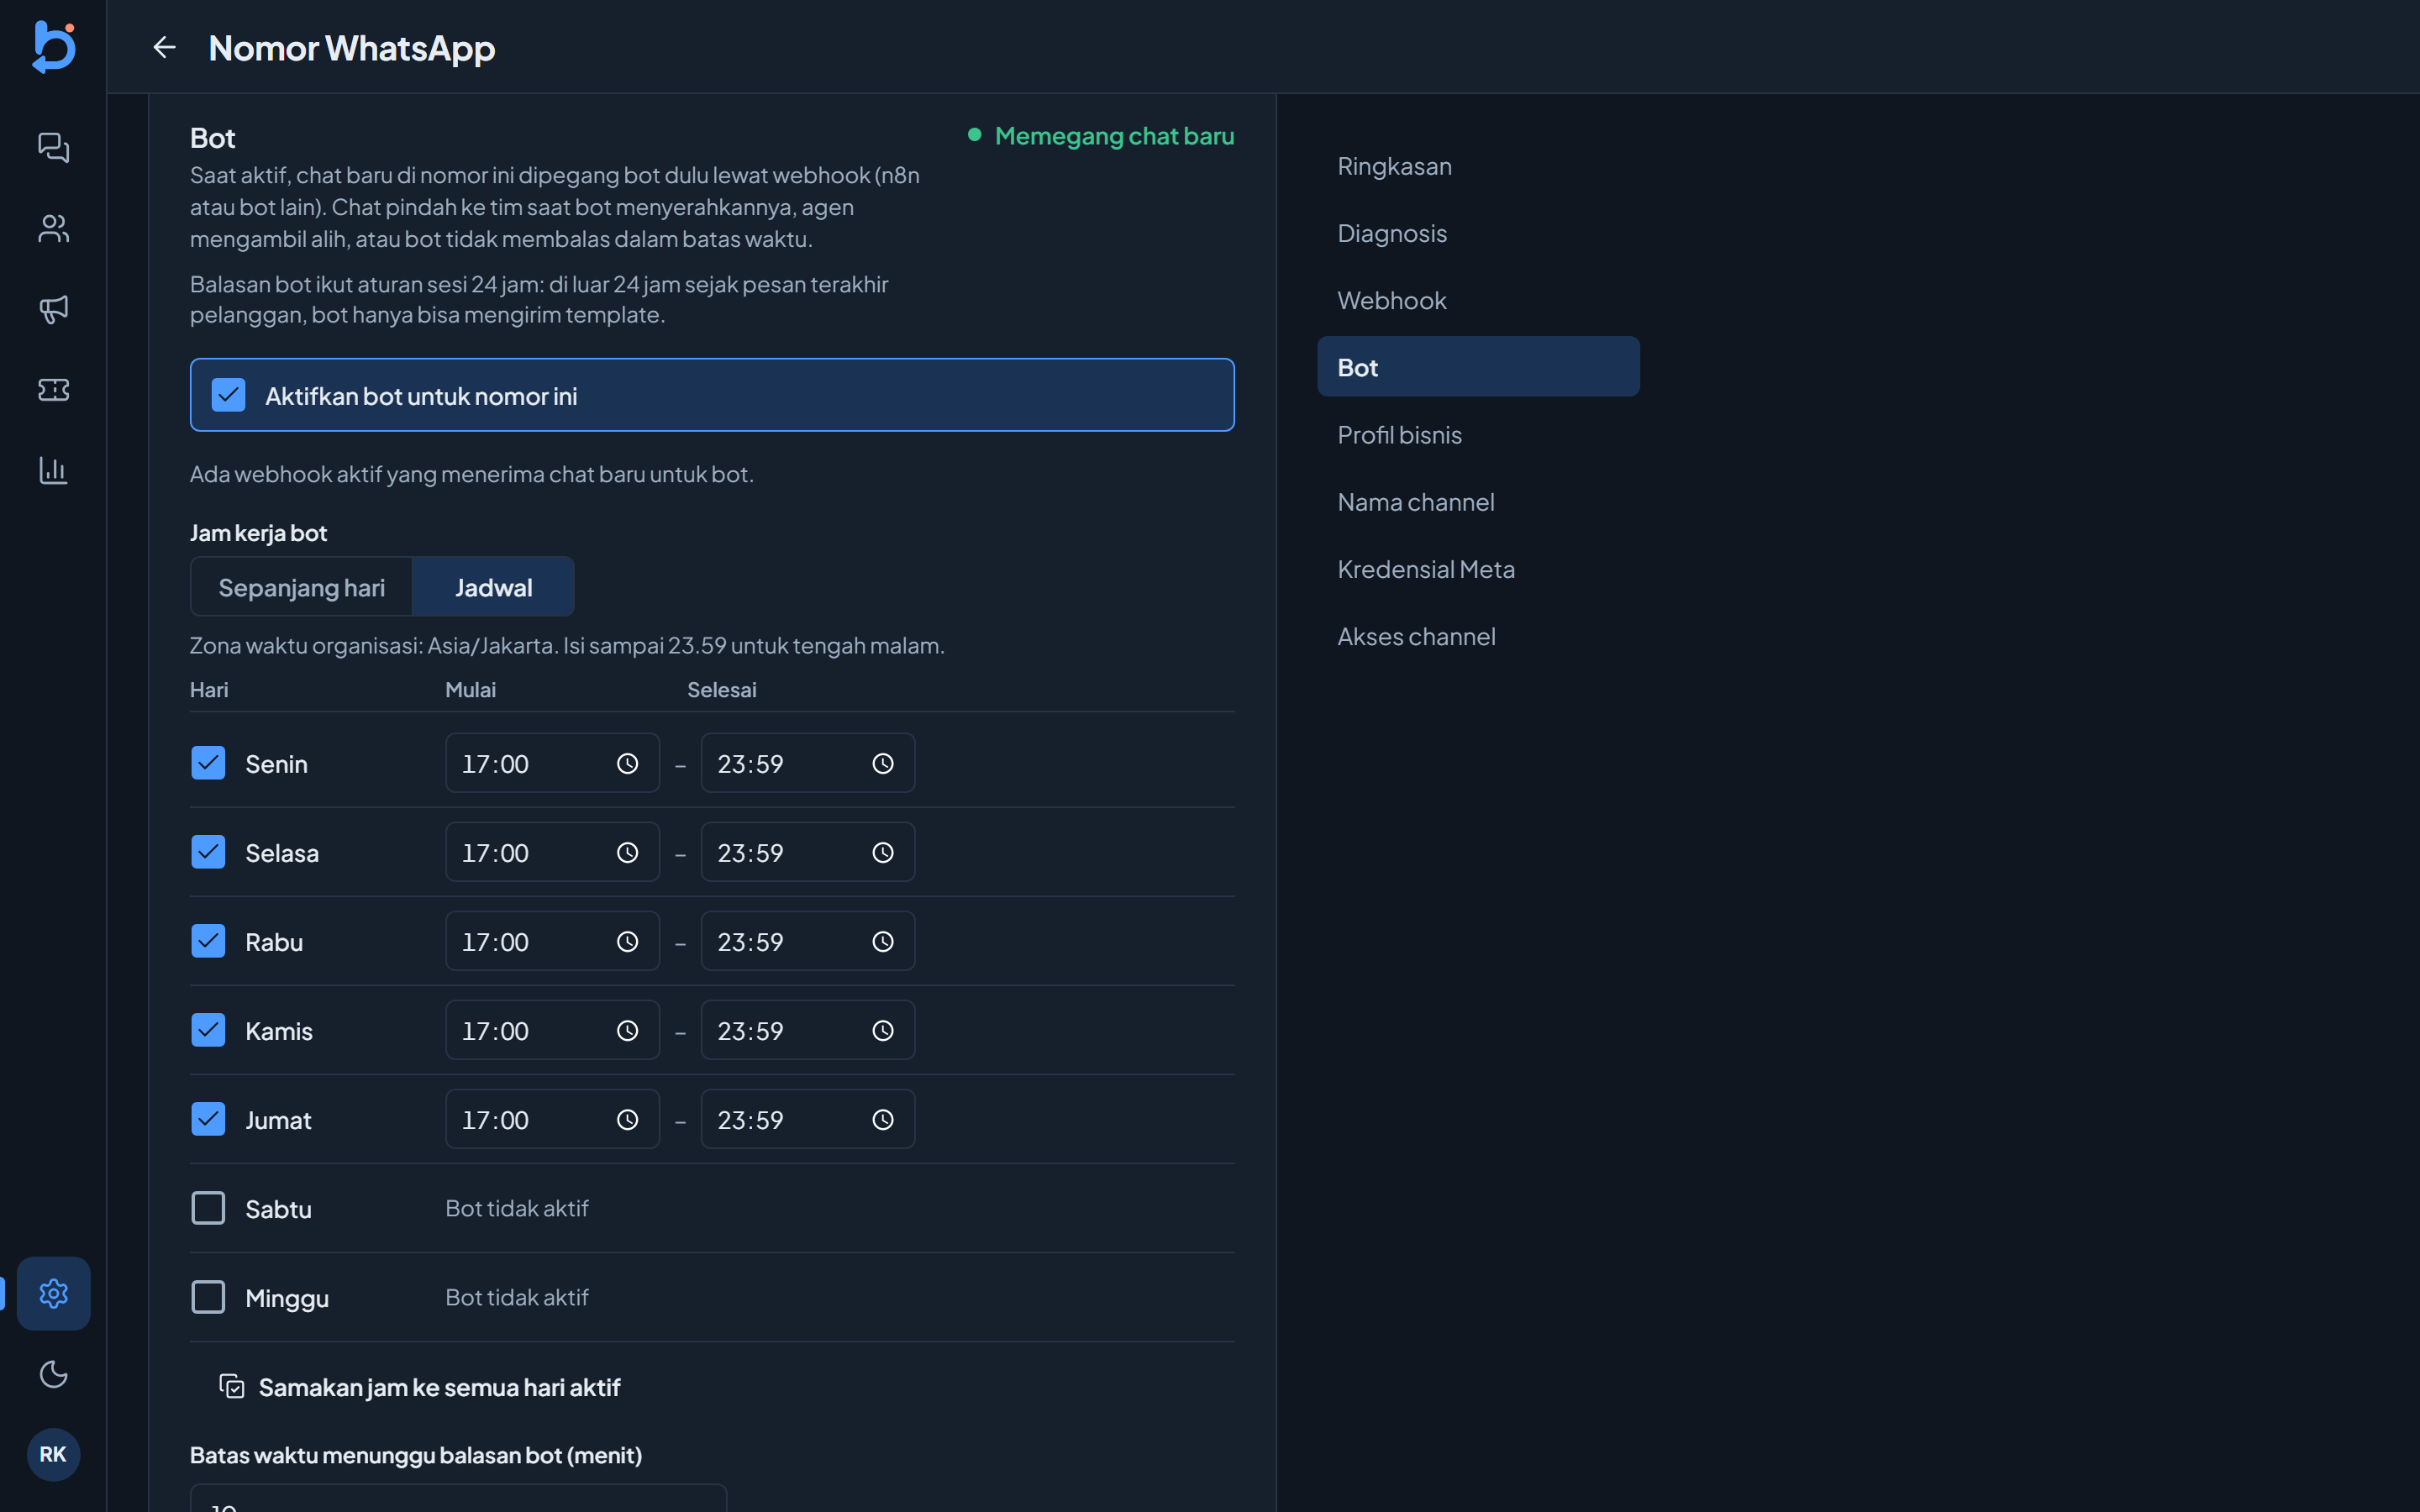 Nomor WhatsApp
Bot
Memegang chat baru
Saat aktif, chat baru di nomor ini dipegang bot dulu lewat webhook (n8n
atau bot lain). Chat pindah ke tim saat bot menyerahkannya, agen
mengambil alih, atau bot tidak membalas dalam batas waktu.
Balasan bot ikut aturan sesi 24 jam: di luar 24 jam sejak pesan terakhir
pelanggan, bot hanya bisa mengirim template.
Aktifkan bot untuk nomor ini
Ada webhook aktif yang menerima chat baru untuk bot.
Jam kerja bot
Sepanjang hari Jadwal
Zona waktu organisasi: Asia/Jakarta. Isi sampai 23.59 untuk tengah malam.
Hari Mulai Selesai
Senin 17:00 – 23:59
Selasa 17:00 – 23:59
Rabu 17:00 – 23:59
Kamis 17:00 – 23:59
Jumat 17:00 – 23:59
Sabtu Bot tidak aktif
Minggu Bot tidak aktif
Samakan jam ke semua hari aktif
Batas waktu menunggu balasan bot (menit)
Ringkasan
Diagnosis
Webhook
Bot
Profil bisnis
Nama channel
Kredensial Meta
Akses channel
RK